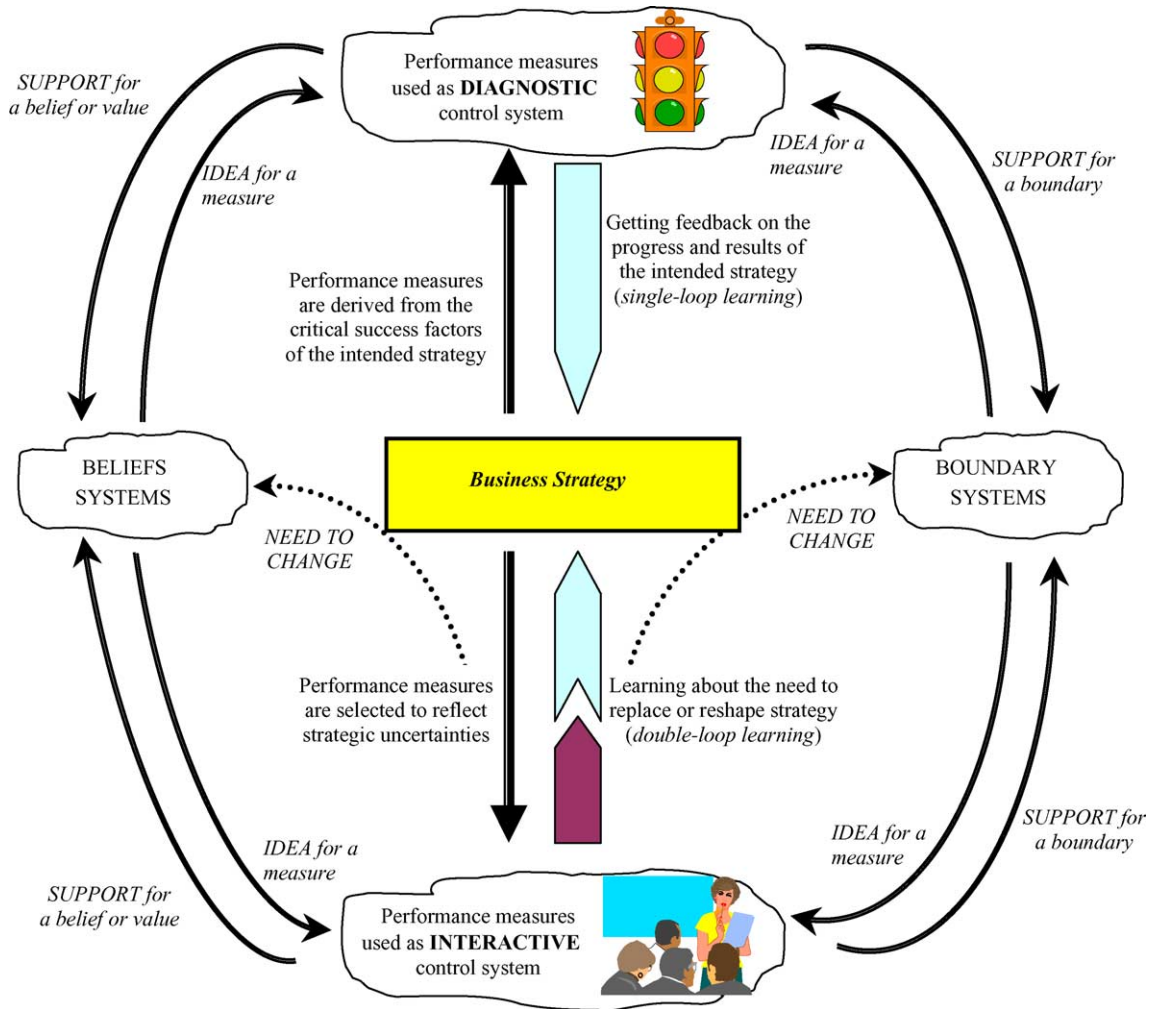 Performance measures
used as DIAGNOSTIC
control system
SUPPORT for
a belief or value
IDEA for a
measure
IDEA for a
measure
SUPPORT for
a boundary
Performance measures
are derived from the
critical success factors
of the intended strategy
Getting feedback on the
progress and results of
the intended strategy
(single-loop learning)
BELIEFS
SYSTEMS
Business Strategy
BOUNDARY
SYSTEMS
NEED TO
CHANGE
NEED TO
CHANGE
Performance measures
are selected to reflect
strategic uncertainties
Learning about the need to
replace or reshape strategy
(double-loop learning)
IDEA for a
measure
SUPPORT for
a belief or value
IDEA for a
measure
SUPPORT for
a boundary
Performance measures
used as INTERACTIVE
control system